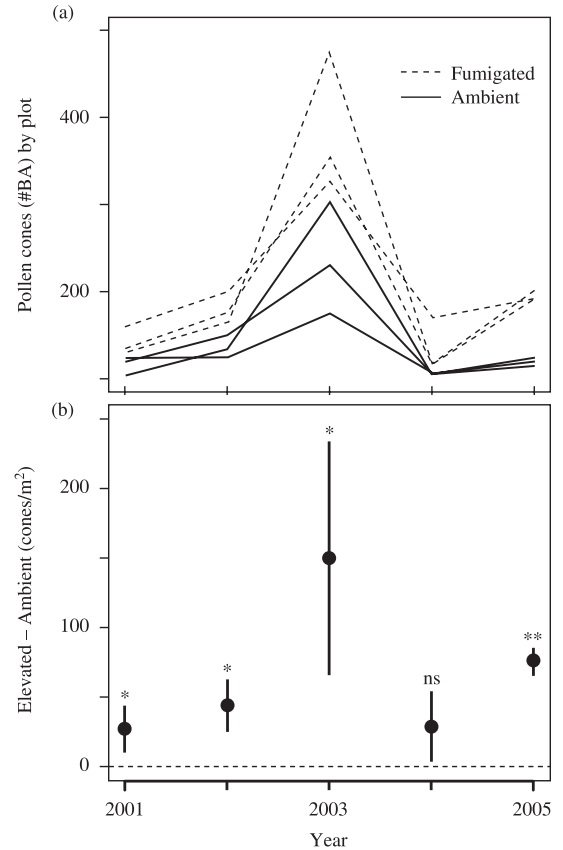 (a)
Fumigated
Ambient
400
200
Pollen cones (#BA) by plot
(b)
*
*
*
ns
**
200
100
0
Elevated – Ambient (cones/m²)
2001
2003
2005
Year